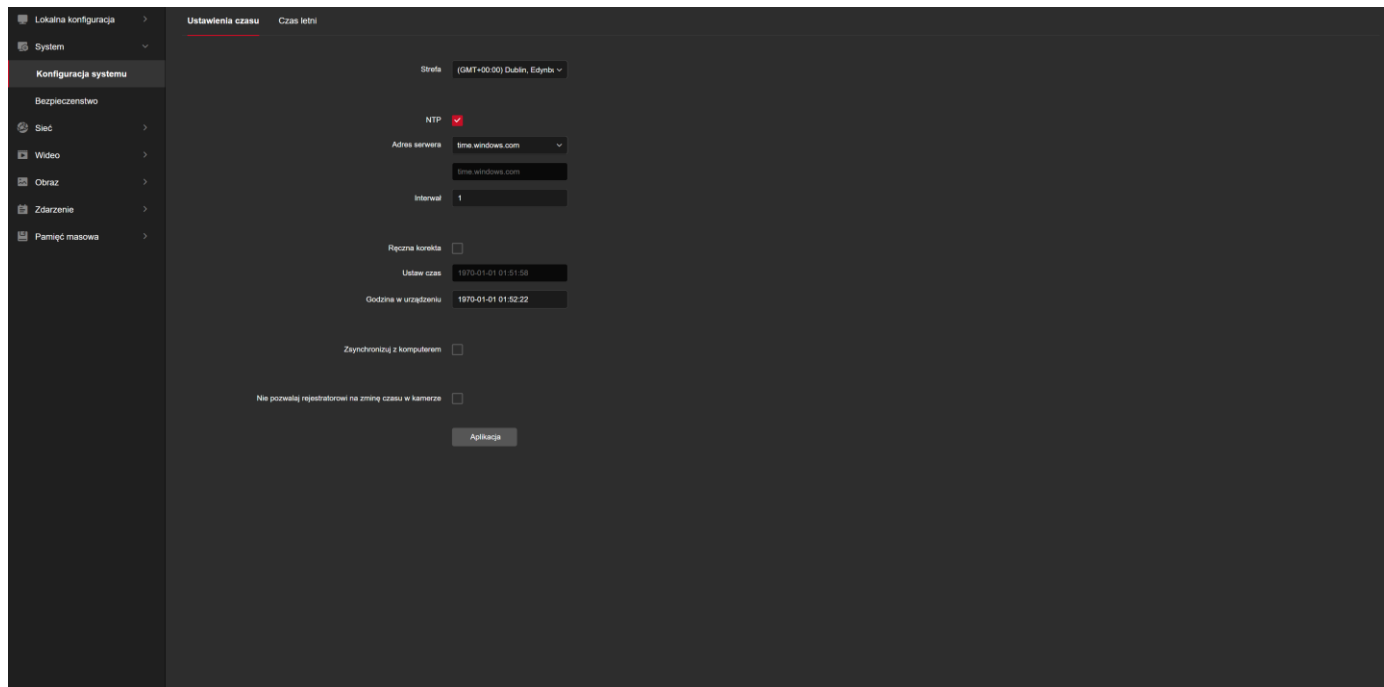 Lokalna konfiguracja
System
Konfiguracja systemu
Bezpieczenstwo
Sieć
Wideo
Obraz
Zdarzenie
Pamięć masowa
Ustawienia czasu Czas letni
Strefa (GMT+00:00) Dublin, Edynbu
NTP
Adres serwera time.windows.com
time.windows.com
Interwał 1
Ręczna korekta
Ustaw czas 1970-01-01 01:51:58
Godzina w urządzeniu 1970-01-01 01:52:22
Zsynchronizuj z komputerem
Nie pozwalaj rejestratorowi na zminę czasu w kamerze
Aplikacja